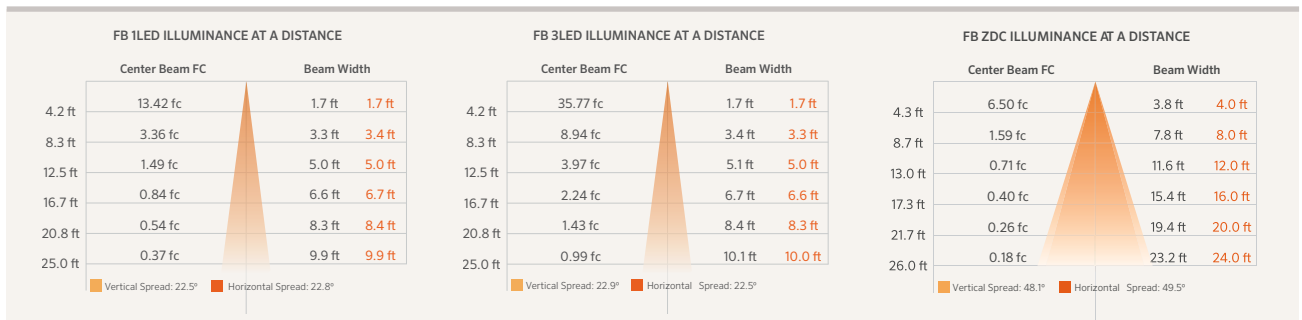 FB 1LED ILLUMINANCE AT A DISTANCE
Center Beam FC Beam Width
4.2 ft 13.42 fc 1.7 ft 1.7 ft
8.3 ft 3.36 fc 3.3 ft 3.4 ft
12.5 ft 1.49 fc 5.0 ft 5.0 ft
16.7 ft 0.84 fc 6.6 ft 6.7 ft
20.8 ft 0.54 fc 8.3 ft 8.4 ft
25.0 ft 0.37 fc 9.9 ft 9.9 ft
Vertical Spread: 22.5° Horizontal Spread: 22.8°
FB 3LED ILLUMINANCE AT A DISTANCE
Center Beam FC Beam Width
4.2 ft 35.77 fc 1.7 ft 1.7 ft
8.3 ft 8.94 fc 3.4 ft 3.3 ft
12.5 ft 3.97 fc 5.1 ft 5.0 ft
16.7 ft 2.24 fc 6.7 ft 6.6 ft
20.8 ft 1.43 fc 8.4 ft 8.3 ft
25.0 ft 0.99 fc 10.1 ft 10.0 ft
Vertical Spread: 22.9° Horizontal Spread: 22.5°
FB ZDC ILLUMINANCE AT A DISTANCE
Center Beam FC Beam Width
4.3 ft 6.50 fc 3.8 ft 4.0 ft
8.7 ft 1.59 fc 7.8 ft 8.0 ft
13.0 ft 0.71 fc 11.6 ft 12.0 ft
17.3 ft 0.40 fc 15.4 ft 16.0 ft
21.7 ft 0.26 fc 19.4 ft 20.0 ft
26.0 ft 0.18 fc 23.2 ft 24.0 ft
Vertical Spread: 48.1° Horizontal Spread: 49.5°